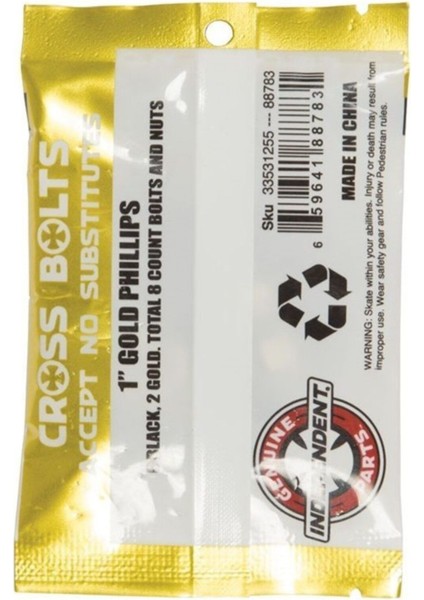 CROSS BOLTS
ACCEPT NO SUBSTITUTES
1" GOLD PHILLIPS
BLACK, 2 GOLD. TOTAL 8 COUNT BOLTS AND NUTS
Sku 33531255 --- 88783
6 59641 88783
MADE IN CHINA
WARNING: Skate within your abilities. Injury or death may result from
improper use. Wear safety gear and follow Pedestrian rules.
GENUINE
INDEPENDENT.
PARTS